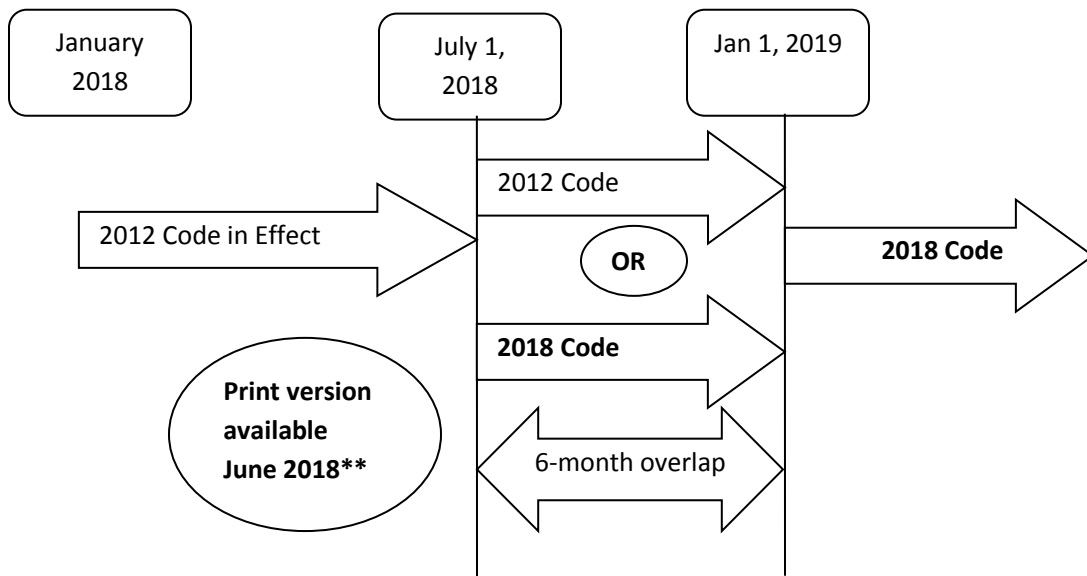 January
2018
July 1,
2018
Jan 1, 2019
2012 Code in Effect
2012 Code
OR
2018 Code
2018 Code
Print version
available
June 2018**
6-month overlap